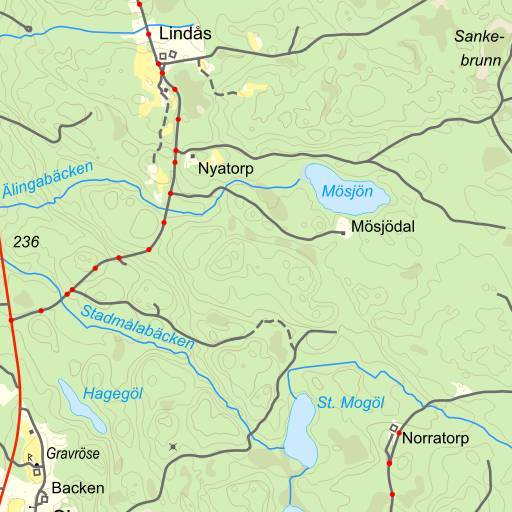 Lindås
Sanke-
brunn
Nyatorp
Älingabäcken
Mösjön
Mösjödal
236
Stadmålabäcken
Hagegöl
St. Mogöl
Norratorp
Gravröse
Backen